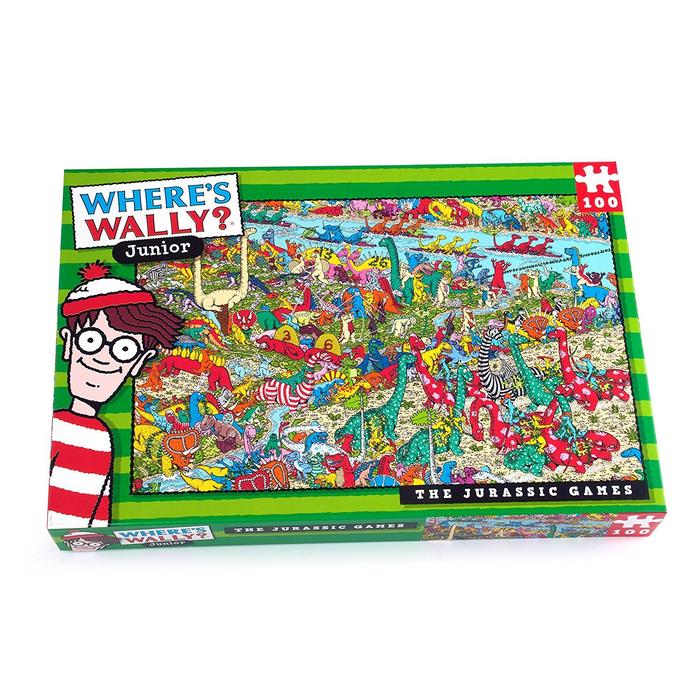 WHERE'S
WALLY?
Junior
100
THE JURASSIC GAMES
WHERE'S
WALLY?
Junior
THE JURASSIC GAMES
100